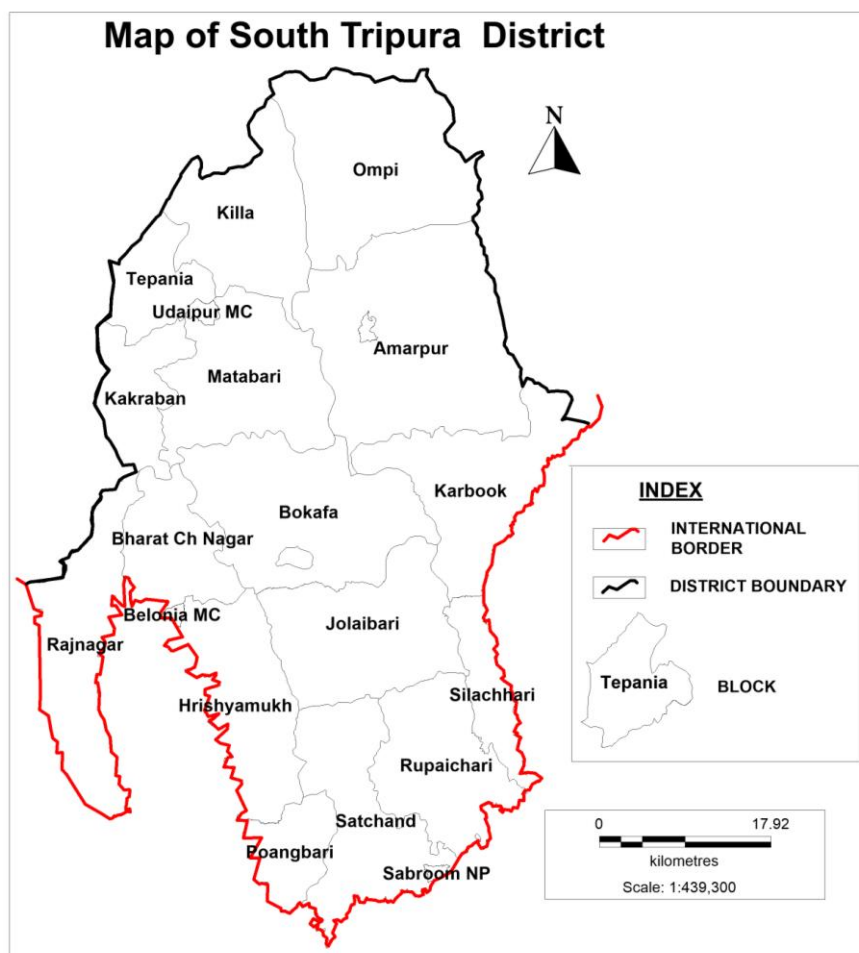 Map of South Tripura District
N
Ompi
Killa
Tepania
Udaipur MC
Amarpur
Matabari
Kakraban
Karbook
Bokafa
Bharat Ch Nagar
Belonia MC
Jolaibari
Rajnagar
Silachhari
Hrishyamukh
Rupaichari
Satchand
Poangbari
Sabroom NP
INDEX
INTERNATIONAL
BORDER
DISTRICT BOUNDARY
Tepania
BLOCK
0 17.92
kilometres
Scale: 1:439,300